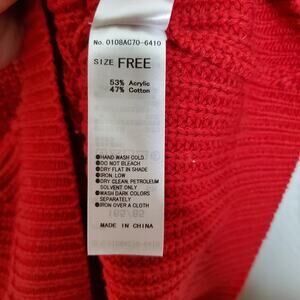 No. 0108AG70-6410
SIZE FREE
53% Acrylic
47% Cotton
●HAND WASH COLD
●DO NOT BLEACH
●DRY FLAT IN SHADE
●IRON, LOW
●DRY CLEAN, PETROLEUM
SOLVENT ONLY
●WASH DARK COLORS
SEPARATELY
●IRON OVER A CLOTH
MADE IN CHINA